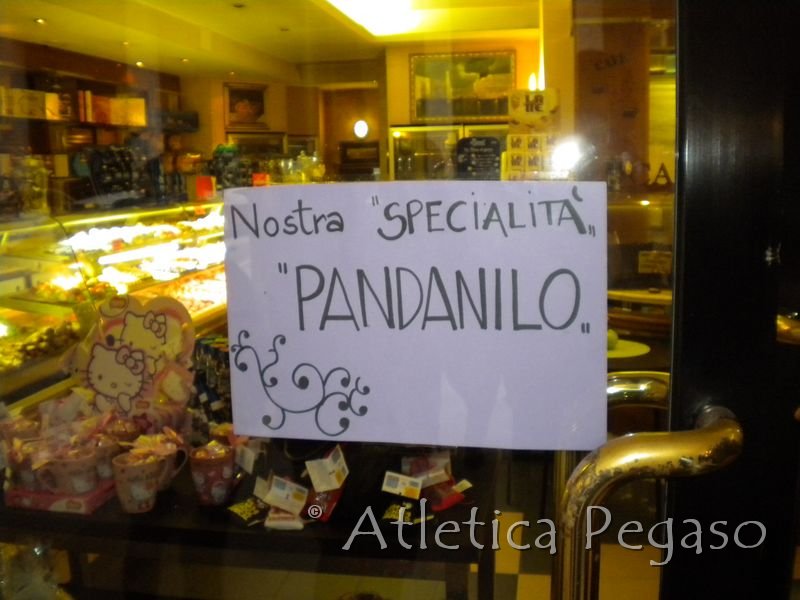 Nostra "SPECIALITÀ"
"PANDANILO"
© Atletica Pegaso